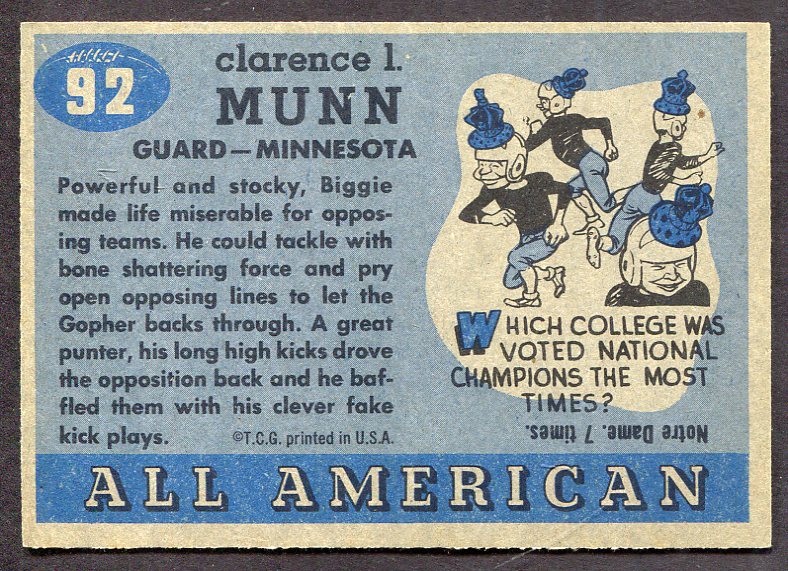 92
clarence l.
MUNN
GUARD—MINNESOTA
Powerful and stocky, Biggie
made life miserable for oppos-
ing teams. He could tackle with
bone shattering force and pry
open opposing lines to let the
Gopher backs through. A great
punter, his long high kicks drove
the opposition back and he baf-
fled them with his clever fake
kick plays.
©T.C.G. printed in U.S.A.
WHICH COLLEGE WAS
VOTED NATIONAL
CHAMPIONS THE MOST
TIMES?
Notre Dame. 7 times.
ALL AMERICAN